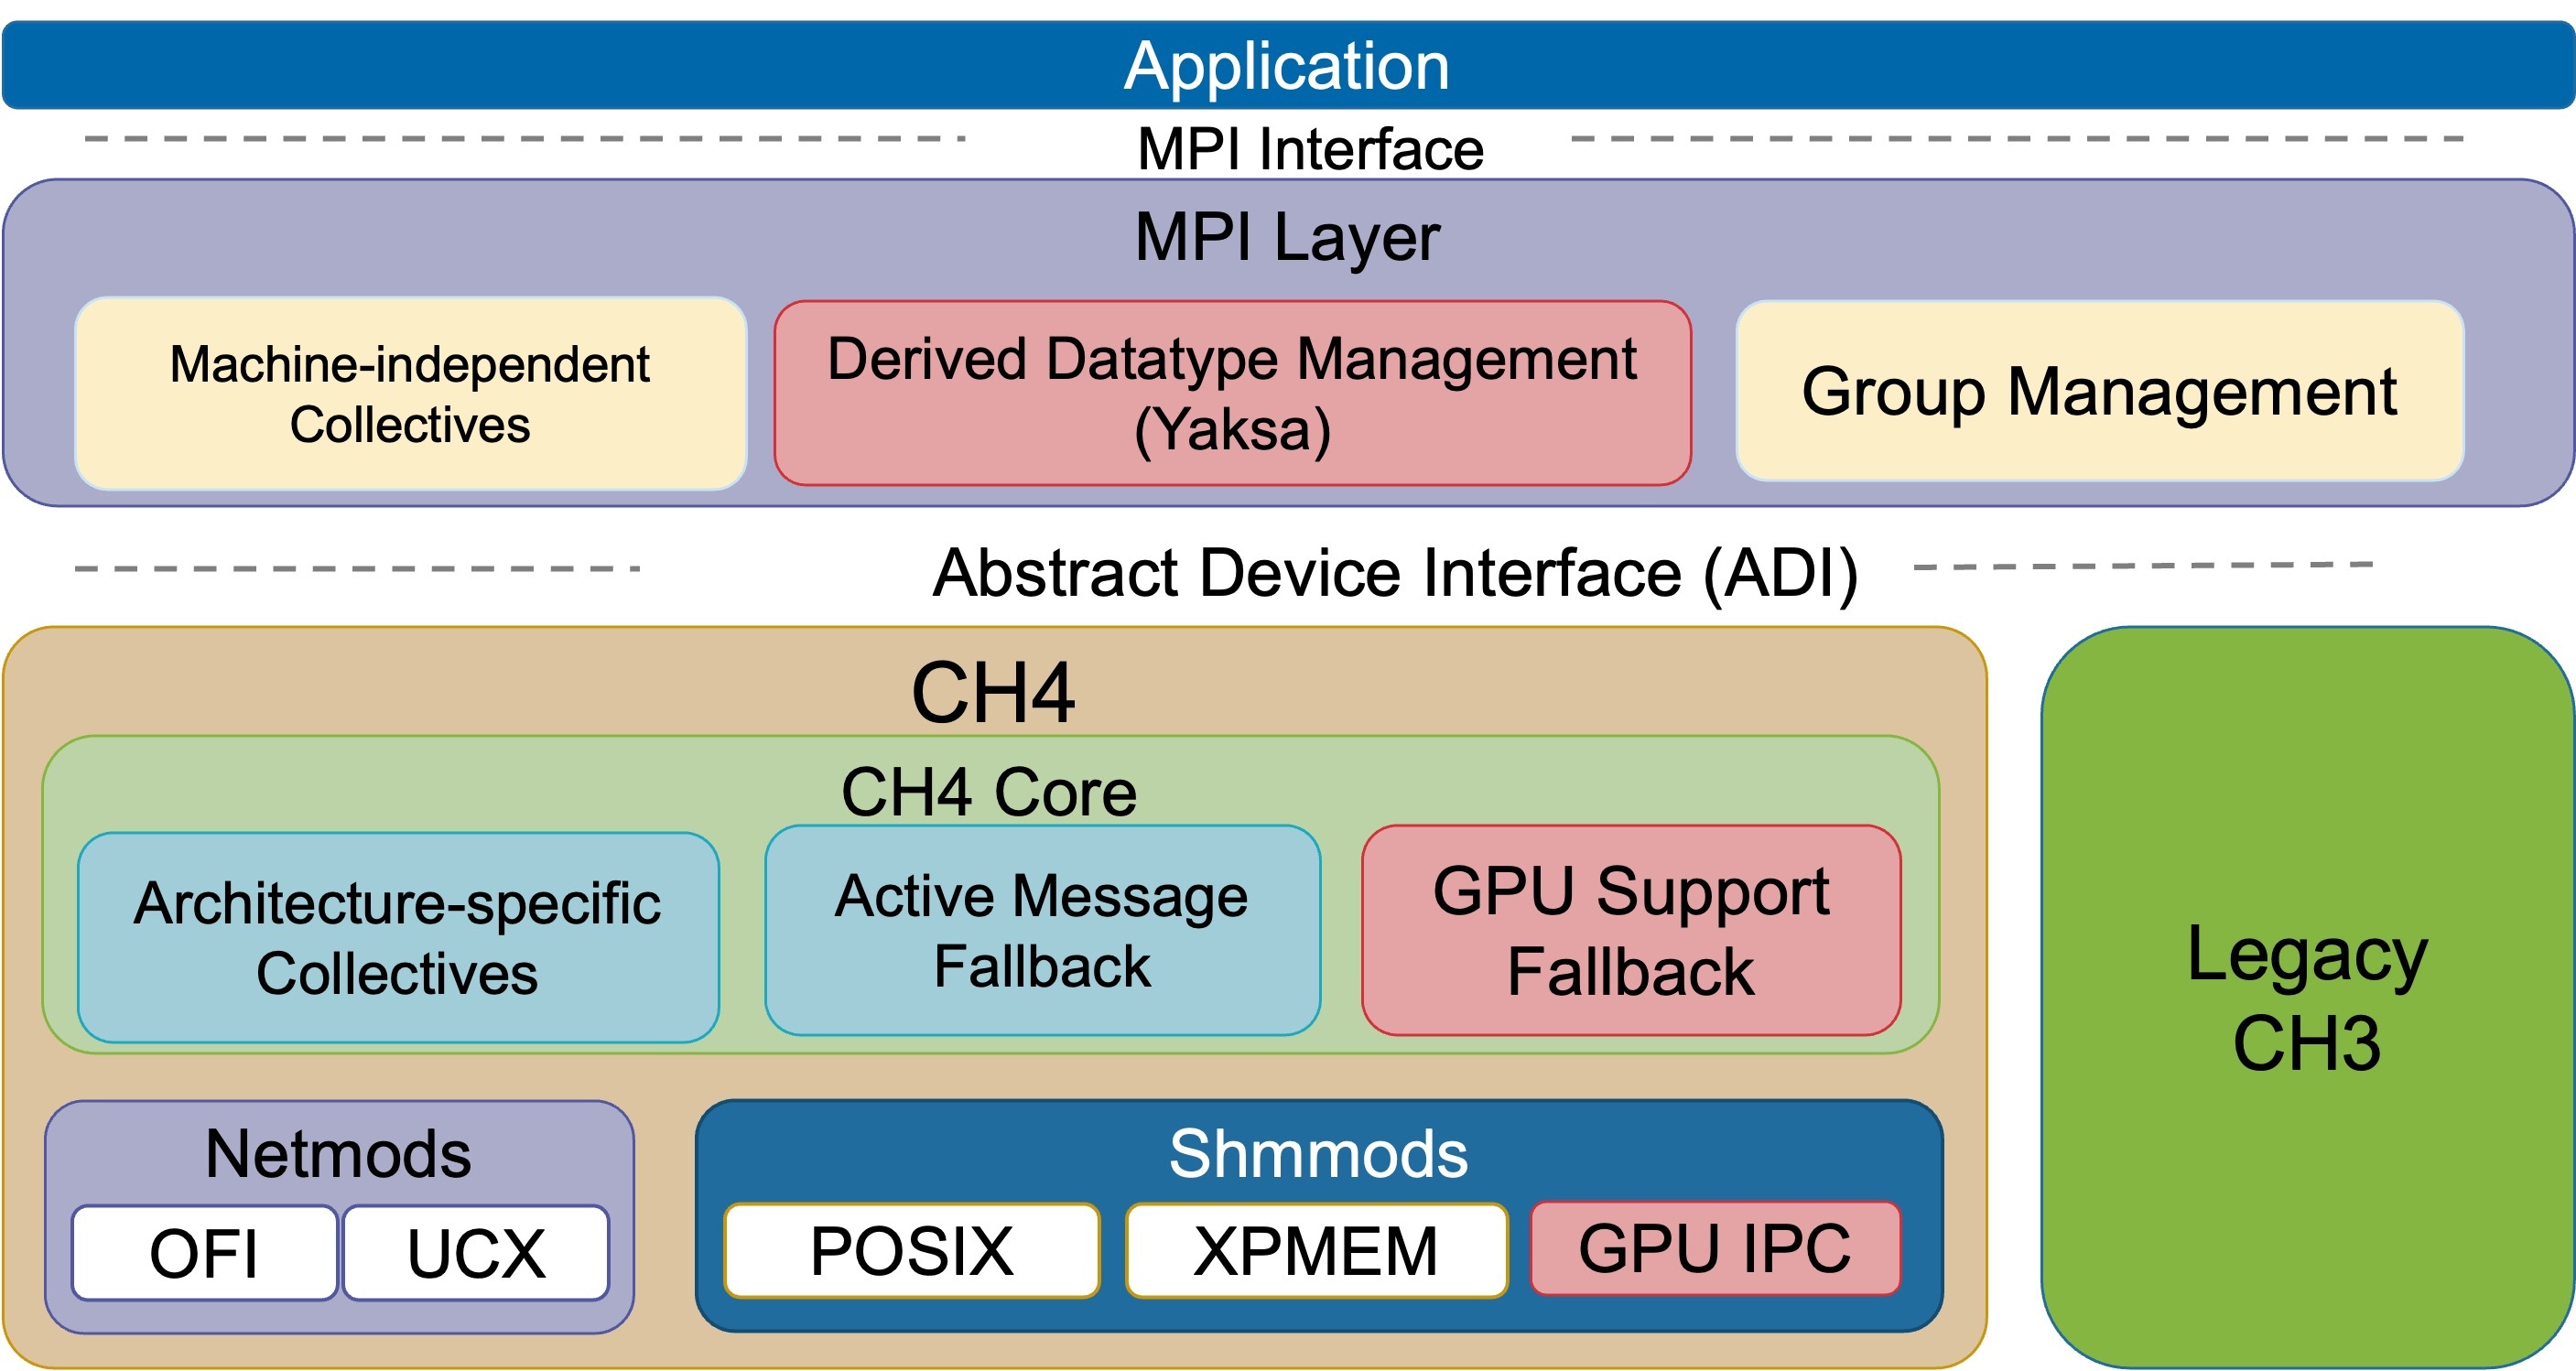 Application
MPI Interface
MPI Layer
Machine-independent
Collectives
Derived Datatype Management
(Yaksa)
Group Management
Abstract Device Interface (ADI)
CH4
CH4 Core
Architecture-specific
Collectives
Active Message
Fallback
GPU Support
Fallback
Legacy
CH3
Netmods
OFI
UCX
Shmmods
POSIX
XPMEM
GPU IPC